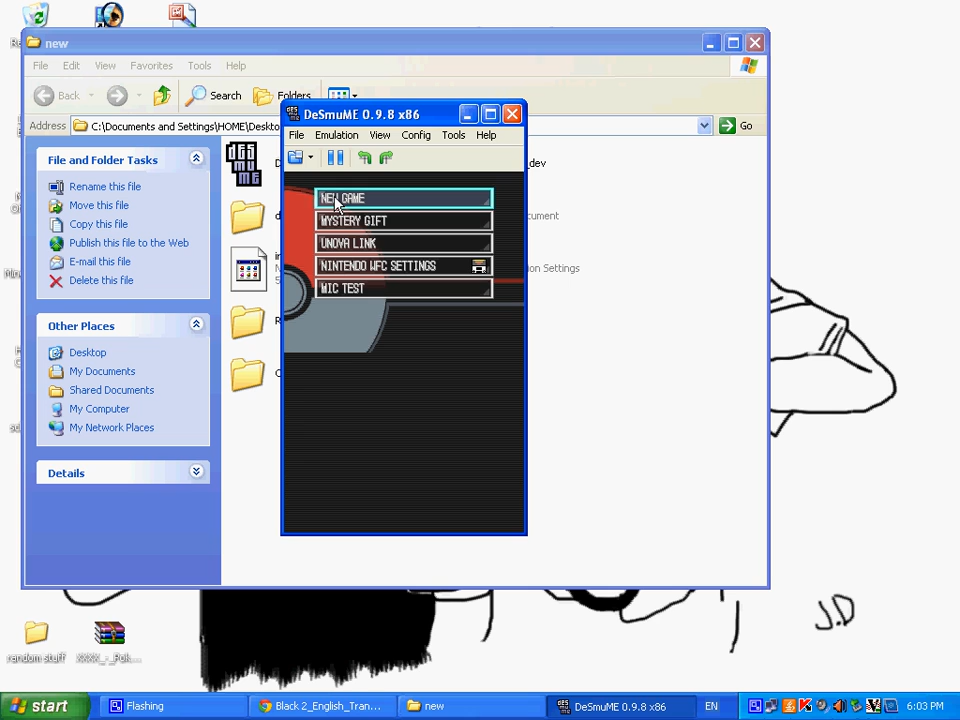 new
File Edit View Favorites Tools Help
Back Search Folders
Address C:\Documents and Settings\HOME\Deskto Go
File and Folder Tasks
Rename this file
Move this file
Copy this file
Publish this file to the Web
E-mail this file
Delete this file
Other Places
Desktop
My Documents
Shared Documents
My Computer
My Network Places
Details
DeSmuME 0.9.8 x86
File Emulation View Config Tools Help
NEW GAME
MYSTERY GIFT
UNOVA LINK
NINTENDO WFC SETTINGS
MIC TEST
_dev
cument
on Settings
J.D
random stuff XXXX_-_Pok...
start Flashing Black 2_English_Tran... new DeSmuME 0.9.8 x86 EN 6:03 PM